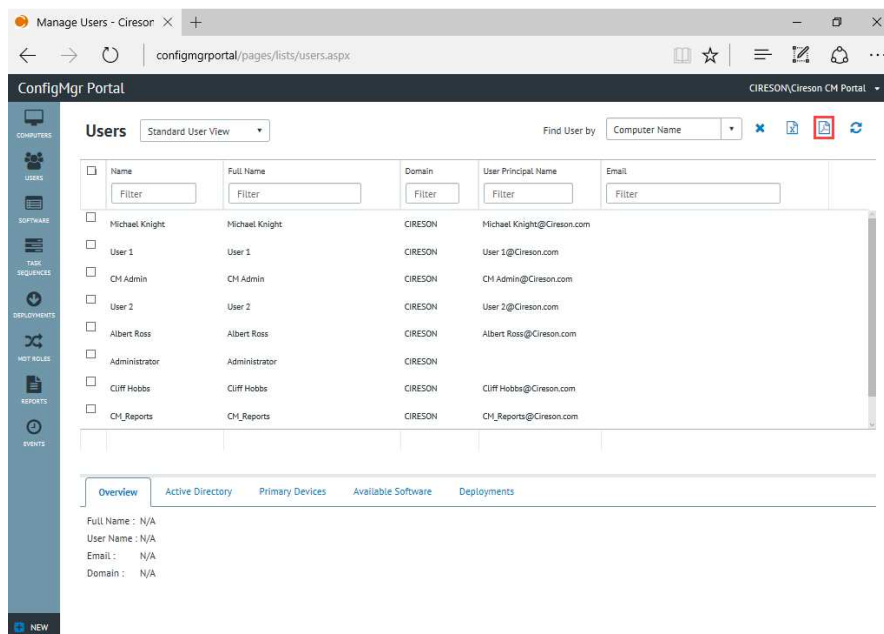 Manage Users - Cireson
configmgrportal/pages/lists/users.aspx
ConfigMgr Portal
CIRESON\Cireson CM Portal
COMPUTERS
USERS
SOFTWARE
TASK SEQUENCES
DEPLOYMENTS
MDT ROLES
REPORTS
EVENTS
NEW
Users Standard User View Find User by Computer Name
Name Full Name Domain User Principal Name Email
Filter Filter Filter Filter Filter
Michael Knight Michael Knight CIRESON Michael Knight@Cireson.com
User 1 User 1 CIRESON User 1@Cireson.com
CM Admin CM Admin CIRESON CM Admin@Cireson.com
User 2 User 2 CIRESON User 2@Cireson.com
Albert Ross Albert Ross CIRESON Albert Ross@Cireson.com
Administrator Administrator CIRESON
Cliff Hobbs Cliff Hobbs CIRESON Cliff Hobbs@Cireson.com
CM_Reports CM_Reports CIRESON CM_Reports@Cireson.com
Overview Active Directory Primary Devices Available Software Deployments
Full Name : N/A
User Name : N/A
Email : N/A
Domain : N/A